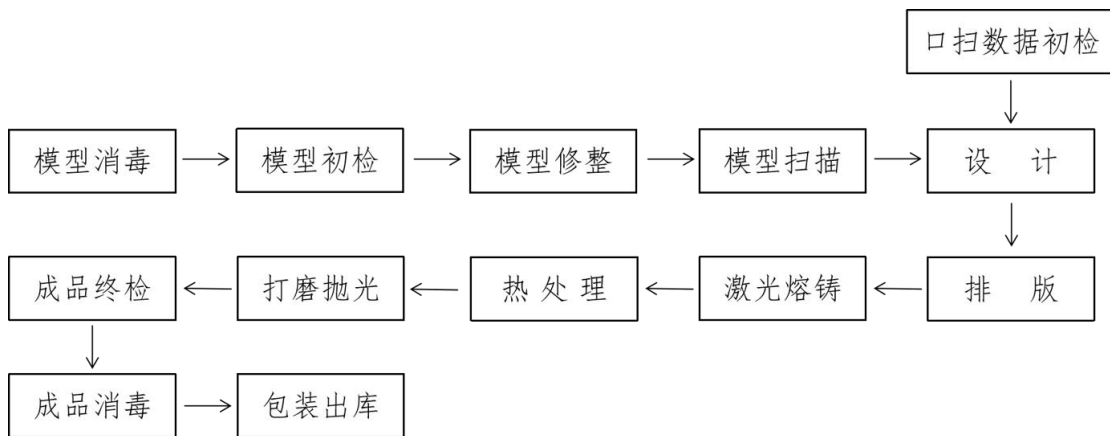 口扫数据初检
模型消毒
模型初检
模型修整
模型扫描
设 计
成品终检
打磨抛光
热处理
激光熔铸
排 版
成品消毒
包装出库